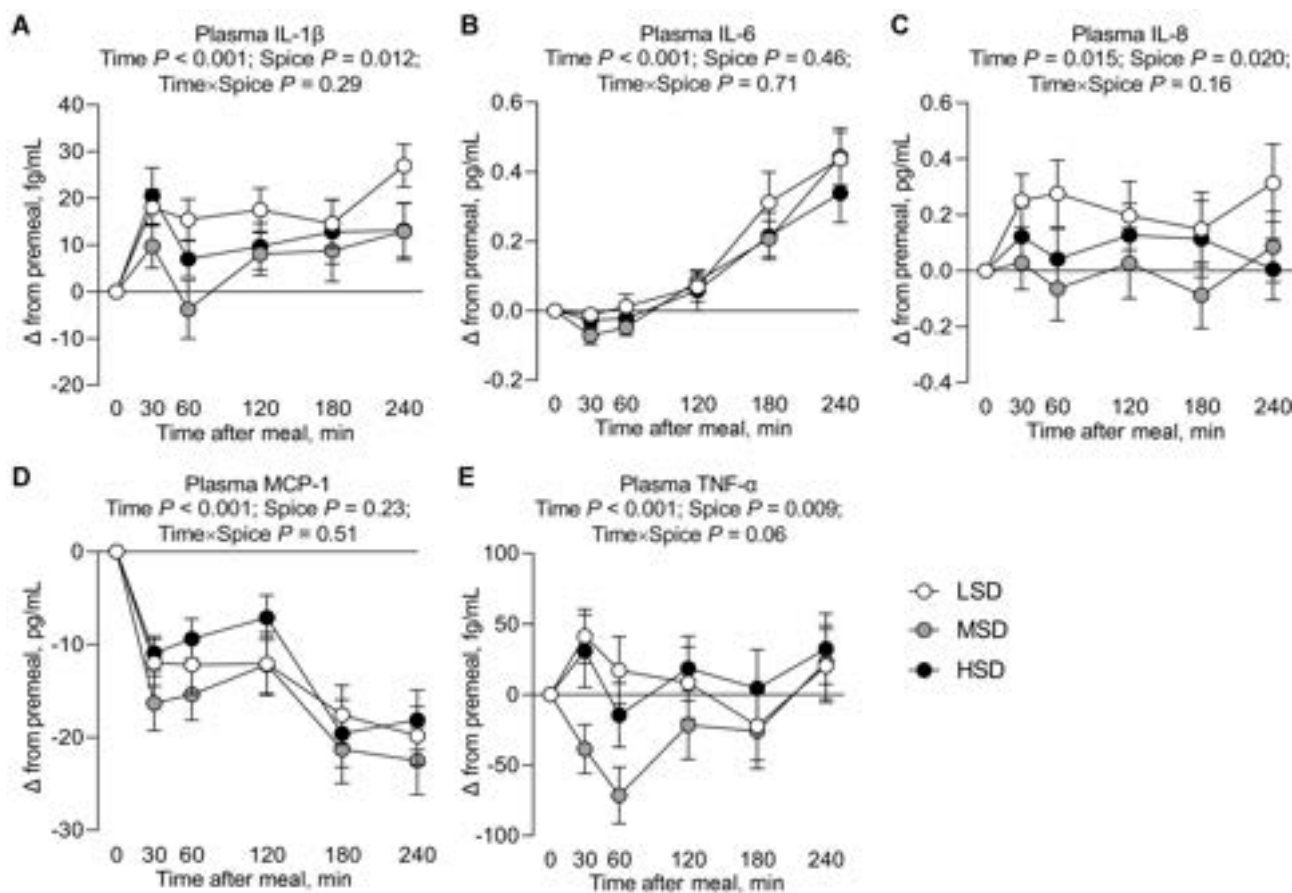 A
Plasma IL-1β
Time P < 0.001; Spice P = 0.012;
Time×Spice P = 0.29
Δ from premeal, fg/mL
40
30
20
10
0
-10
-20
0 30 60 120 180 240
Time after meal, min
B
Plasma IL-6
Time P < 0.001; Spice P = 0.46;
Time×Spice P = 0.71
Δ from premeal, pg/mL
0.6
0.4
0.2
0.0
-0.2
0 30 60 120 180 240
Time after meal, min
C
Plasma IL-8
Time P = 0.015; Spice P = 0.020;
Time×Spice P = 0.16
Δ from premeal, pg/mL
0.6
0.4
0.2
0.0
-0.2
-0.4
0 30 60 120 180 240
Time after meal, min
D
Plasma MCP-1
Time P < 0.001; Spice P = 0.23;
Time×Spice P = 0.51
Δ from premeal, pg/mL
0
-10
-20
-30
0 30 60 120 180 240
Time after meal, min
E
Plasma TNF-α
Time P < 0.001; Spice P = 0.009;
Time×Spice P = 0.06
Δ from premeal, fg/mL
100
50
0
-50
-100
0 30 60 120 180 240
Time after meal, min
LSD
MSD
HSD